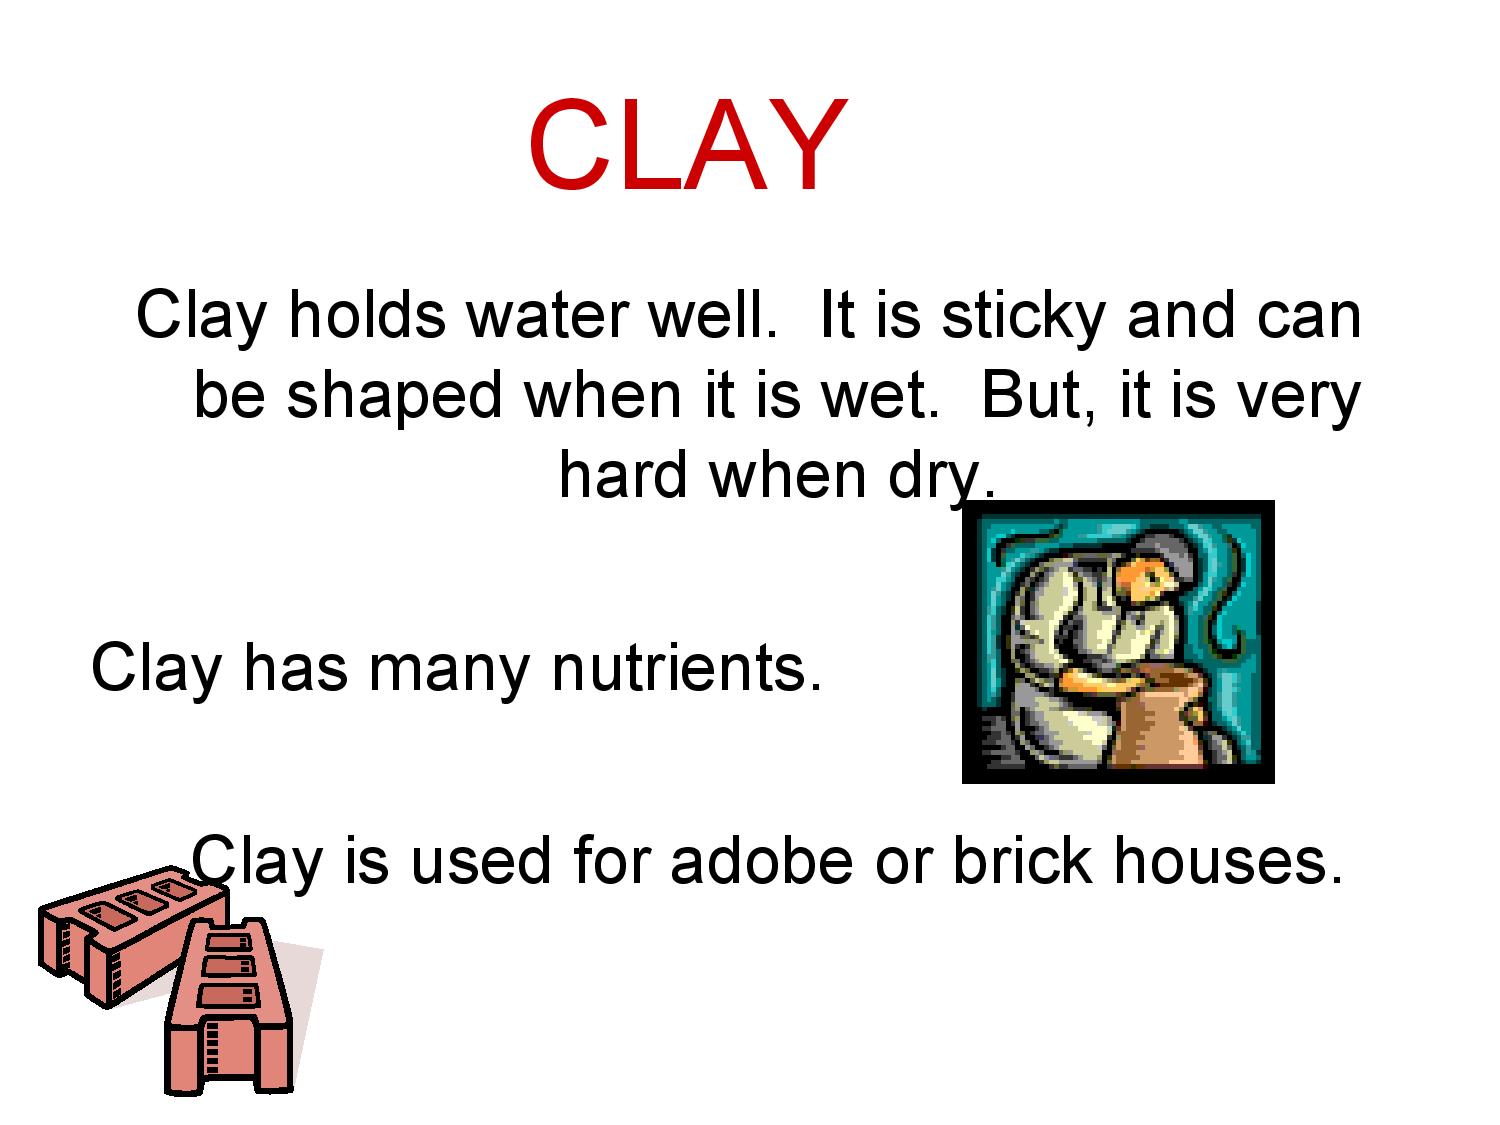 CLAY
Clay holds water well.  It is sticky and can
be shaped when it is wet.  But, it is very
hard when dry.
Clay has many nutrients.
Clay is used for adobe or brick houses.